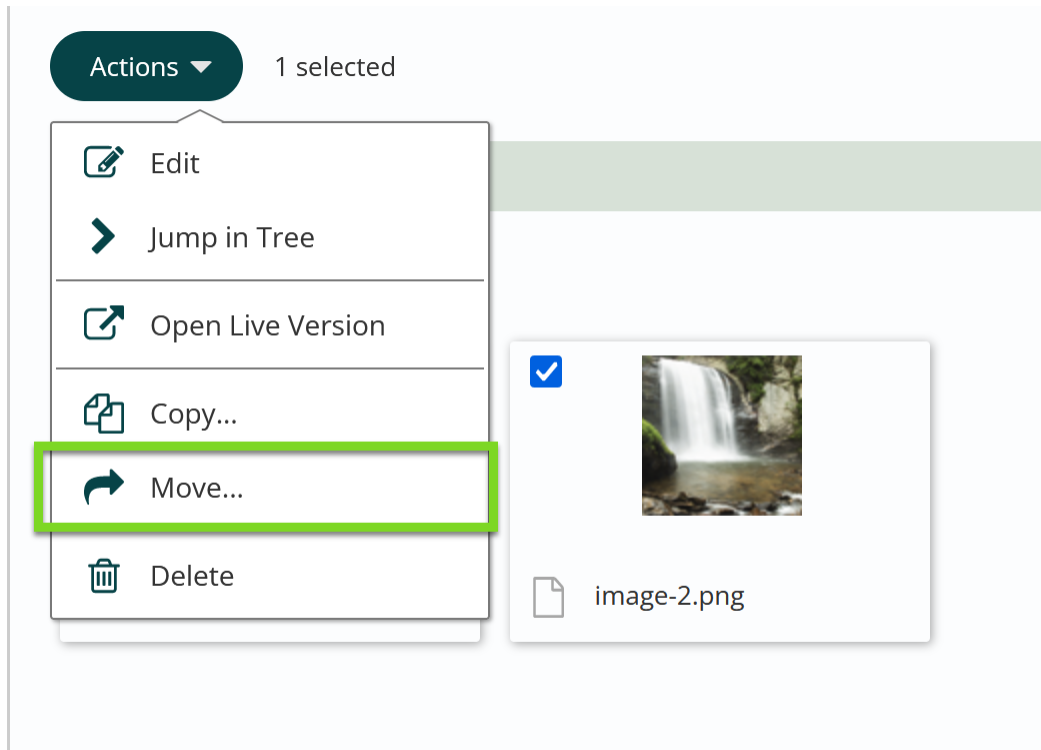 Actions
1 selected
Edit
Jump in Tree
Open Live Version
Copy...
Move...
Delete
image-2.png